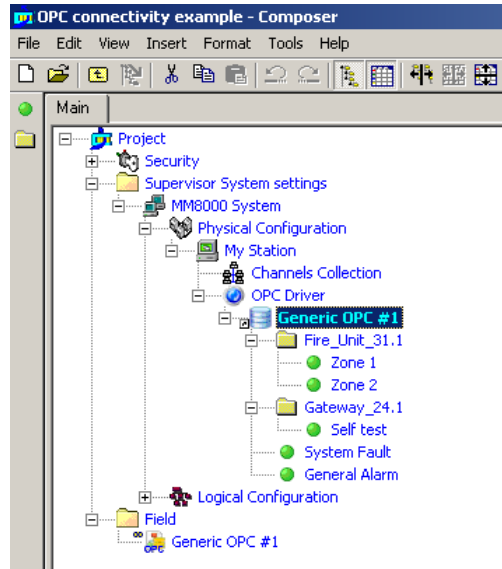 OPC connectivity example - Composer
File Edit View Insert Format Tools Help
Main
Project
Security
Supervisor System settings
MM8000 System
Physical Configuration
My Station
Channels Collection
OPC Driver
Generic OPC #1
Fire_Unit_31.1
Zone 1
Zone 2
Gateway_24.1
Self test
System Fault
General Alarm
Logical Configuration
Field
OPC Generic OPC #1